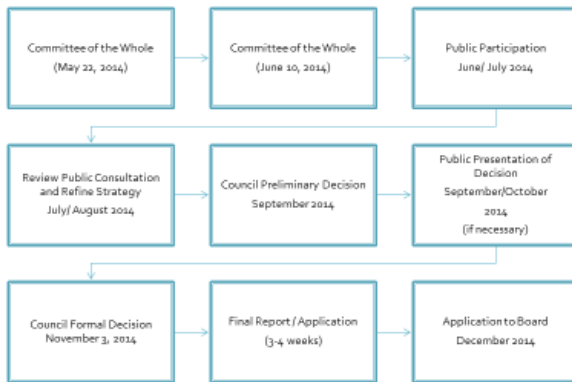 Committee of the Whole
(May 22, 2014)
Committee of the Whole
(June 10, 2014)
Public Participation
June/ July 2014
Review Public Consultation
and Refine Strategy
July/ August 2014
Council Preliminary Decision
September 2014
Public Presentation of
Decision
September/October
2014
(if necessary)
Council Formal Decision
November 3, 2014
Final Report / Application
(3-4 weeks)
Application to Board
December 2014